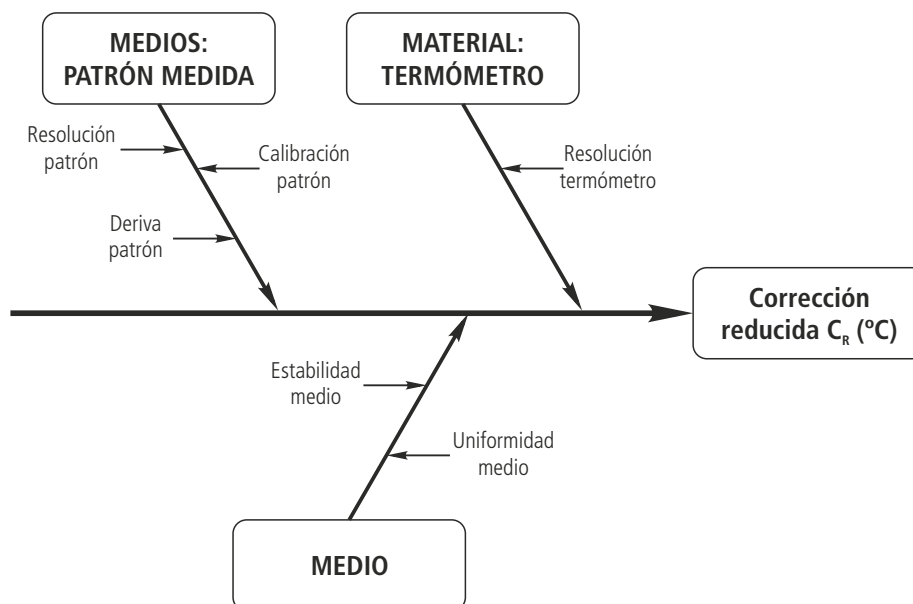 MEDIOS:
PATRÓN MEDIDA
MATERIAL:
TERMÓMETRO
Resolución
patrón
Calibración
patrón
Resolución
termómetro
Deriva
patrón
Corrección
reducida C_R (ºC)
Estabilidad
medio
Uniformidad
medio
MEDIO